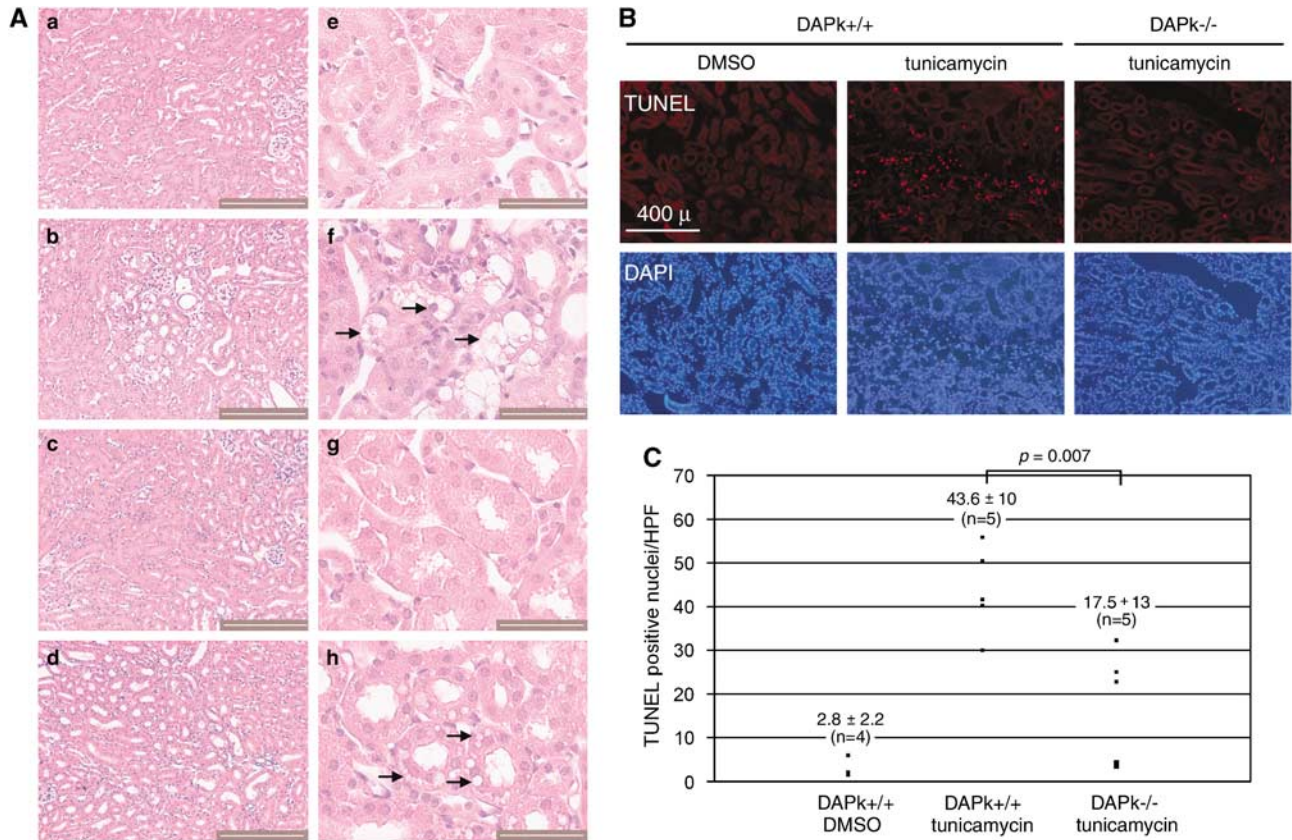 A
a
e
b
f
c
g
d
h
B
DAPk+/+
DAPk-/-
DMSO
tunicamycin
tunicamycin
TUNEL
400 μ
DAPI
C
p = 0.007
TUNEL positive nuclei/HPF
70
60
50
40
30
20
10
0
2.8 ± 2.2
(n=4)
43.6 ± 10
(n=5)
17.5 + 13
(n=5)
DAPk+/+
DMSO
DAPk+/+
tunicamycin
DAPk-/-
tunicamycin